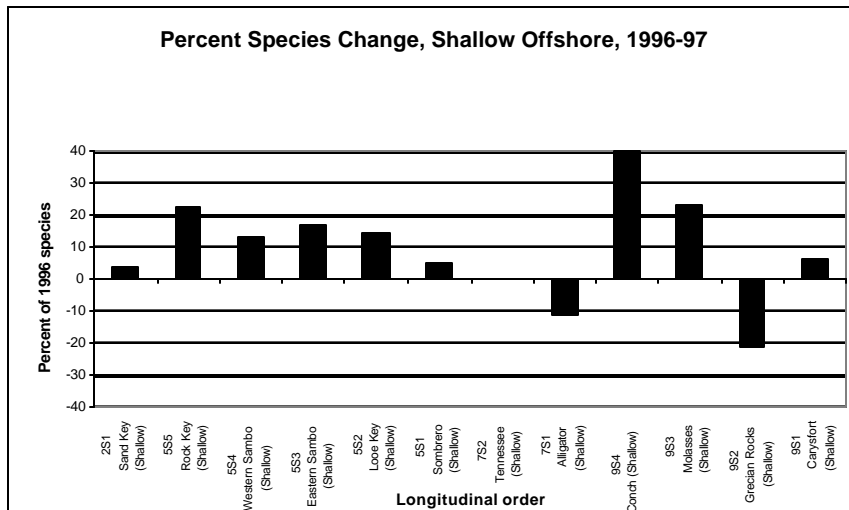 Percent Species Change, Shallow Offshore, 1996-97
Percent of 1996 species
40
30
20
10
0
-10
-20
-30
-40
2S1
Sand Key
(Shallow)
5S5
Rock Key
(Shallow)
5S4
Western Sambo
(Shallow)
5S3
Eastern Sambo
(Shallow)
5S2
Looe Key
(Shallow)
5S1
Sombrero
(Shallow)
7S2
Tennessee
(Shallow)
7S1
Alligator
(Shallow)
9S4
Conch (Shallow)
9S3
Molasses
(Shallow)
9S2
Grecian Rocks
(Shallow)
9S1
Carysfort
(Shallow)
Longitudinal order